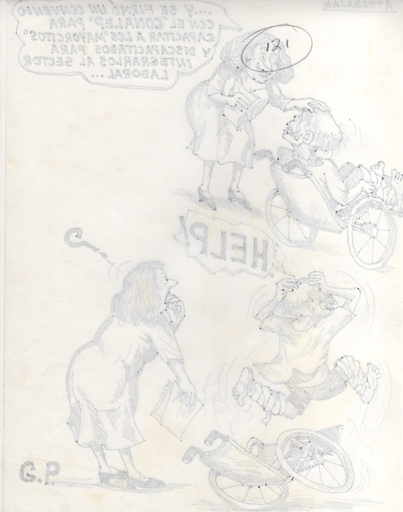 A TRABAJAR
121
...Y SE FIRMÓ UN CONVENIO
CON EL "CONALEP" PARA
CAPACITAR A LOS "MAYORCITOS"
Y DISCAPACITADOS PARA
INTEGRARLOS AL SECTOR
LABORAL...
HELP!
?
G.P.